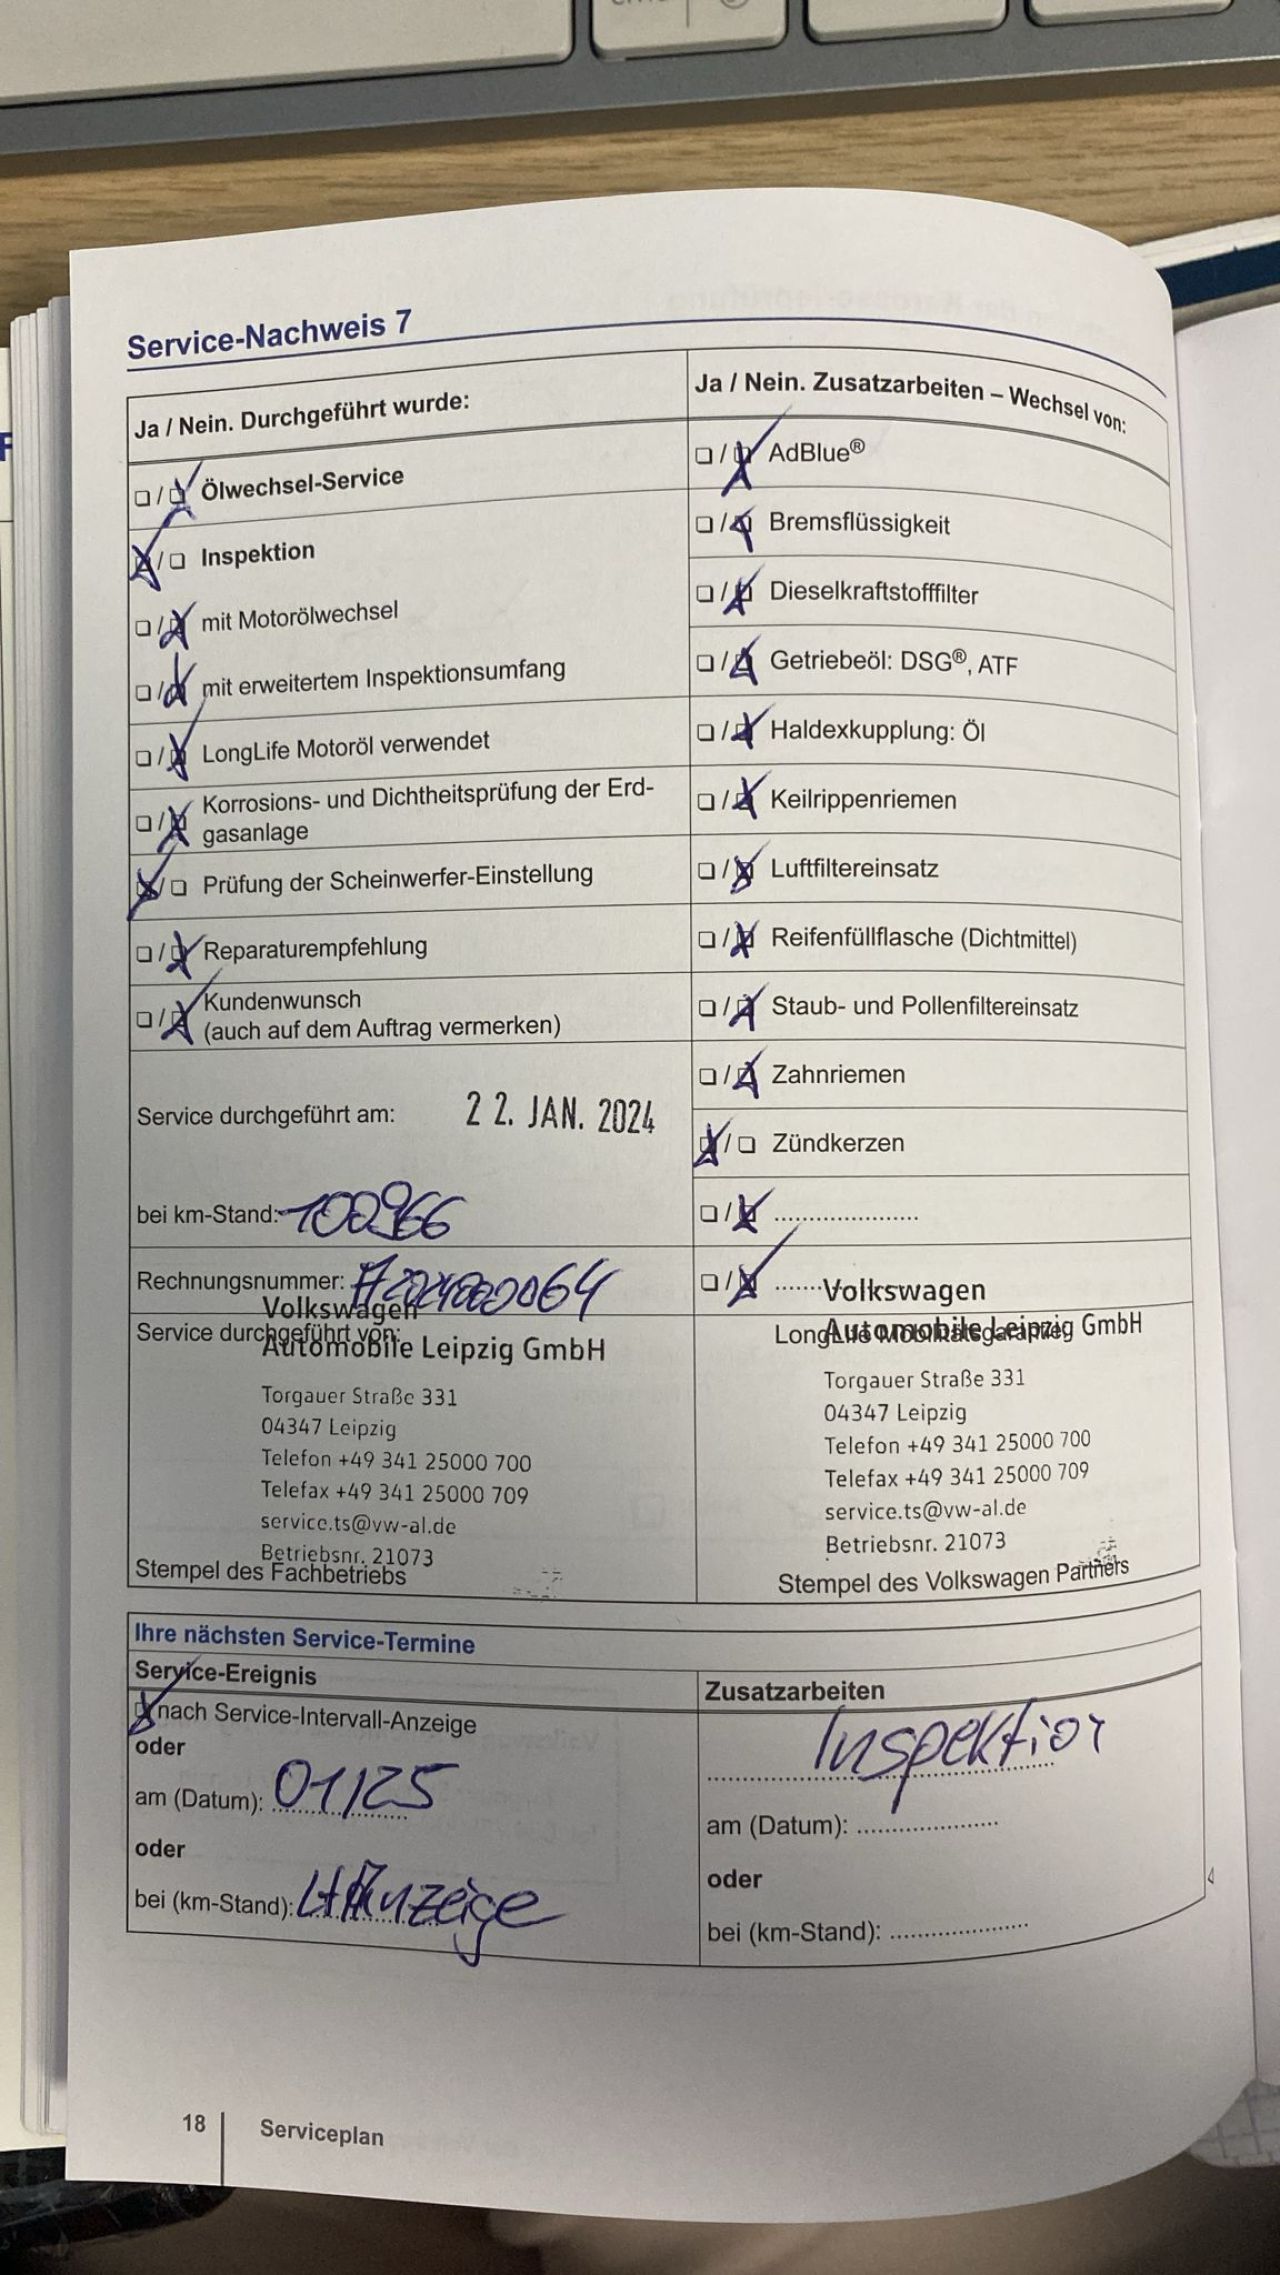 Service-Nachweis 7
Ja / Nein. Durchgeführt wurde:
❏ / ☒ Ölwechsel-Service
☒ / ❏ Inspektion
❏ / ☒ mit Motorölwechsel
❏ / ☒ mit erweitertem Inspektionsumfang
❏ / ☒ LongLife Motoröl verwendet
❏ / ☒ Korrosions- und Dichtheitsprüfung der Erd-
gasanlage
☒ / ❏ Prüfung der Scheinwerfer-Einstellung
❏ / ☒ Reparaturempfehlung
❏ / ☒ Kundenwunsch
(auch auf dem Auftrag vermerken)
Service durchgeführt am: 22. JAN. 2024
bei km-Stand: 100966
Rechnungsnummer:
Service durchgeführt von:
Volkswagen
Automobile Leipzig GmbH
Torgauer Straße 331
04347 Leipzig
Telefon +49 341 25000 700
Telefax +49 341 25000 709
service.ts@vw-al.de
Betriebsnr. 21073
Stempel des Fachbetriebs
Ja / Nein. Zusatzarbeiten – Wechsel von:
❏ / ☒ AdBlue®
❏ / ☒ Bremsflüssigkeit
❏ / ☒ Dieselkraftstofffilter
❏ / ☒ Getriebeöl: DSG®, ATF
❏ / ☒ Haldexkupplung: Öl
❏ / ☒ Keilrippenriemen
❏ / ☒ Luftfiltereinsatz
❏ / ☒ Reifenfüllflasche (Dichtmittel)
❏ / ☒ Staub- und Pollenfiltereinsatz
❏ / ☒ Zahnriemen
☒ / ❏ Zündkerzen
❏ / ☒ .....................
❏ / ☒ .......
LongLife Mobilitätsgarantie:
Volkswagen
Automobile Leipzig GmbH
Torgauer Straße 331
04347 Leipzig
Telefon +49 341 25000 700
Telefax +49 341 25000 709
service.ts@vw-al.de
Betriebsnr. 21073
Stempel des Volkswagen Partners
Ihre nächsten Service-Termine
Service-Ereignis
☒ nach Service-Intervall-Anzeige
oder
am (Datum): 01/25
oder
bei (km-Stand): Anzeige
Zusatzarbeiten
Inspektion
am (Datum): .....................
oder
bei (km-Stand): .....................
18
Serviceplan